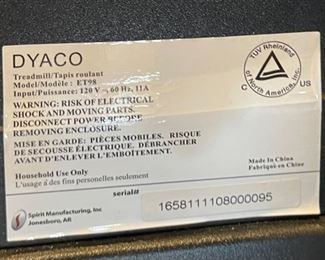 DYACO
Treadmill/Tapis roulant
Model/Modèle: ET98
Input/Puissance: 120 V~, 60 Hz, 11A
WARNING: RISK OF ELECTRICAL
SHOCK AND MOVING PARTS.
DISCONNECT POWER BEFORE
REMOVING ENCLOSURE.
MISE EN GARDE: PIÈCES MOBILES. RISQUE
DE SECOUSSE ÉLECTRIQUE. DÉBRANCHER
AVANT D'ENLEVER L'EMBOÎTEMENT.
Household Use Only
L'usage à des fins personelles seulement
TÜV Rheinland
of North America, Inc.
C US
Made In China
Fabriqué en Chine
serial#
1658111108000095
Spirit Manufacturing, Inc
Jonesboro, AR